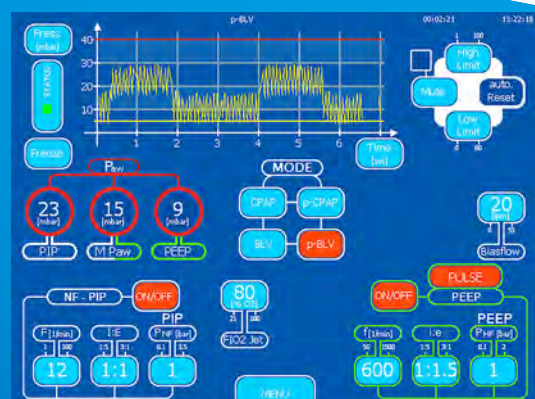 p-BLV
00:02:21
13:22:18
Press
[mbar]
40
30
20
10
1 2 3 4 5 6
STATUS
Freeze
Time
[sec]
1 100
High
Limit
Mute
auto.
Reset
Low
Limit
0 60
Paw
23
[mbar]
15
[mbar]
9
[mbar]
PIP
M Paw
PEEP
MODE
CPAP
p-CPAP
BLV
p-BLV
20
[lpm]
0 50
Biasflow
NF - PIP
ON/OFF
PIP
F[1/min]
I:E
PNF [bar]
1 100
1:5 3:1
0.1 3.5
12
1:1
1
80
[% O2]
21 100
FIO2 Jet
MENU
PULSE
ON/OFF
PEEP
PEEP
f[1/min]
I:e
PHF [bar]
50 1500
1:5 3:1
0.1 2
600
1:1.5
1